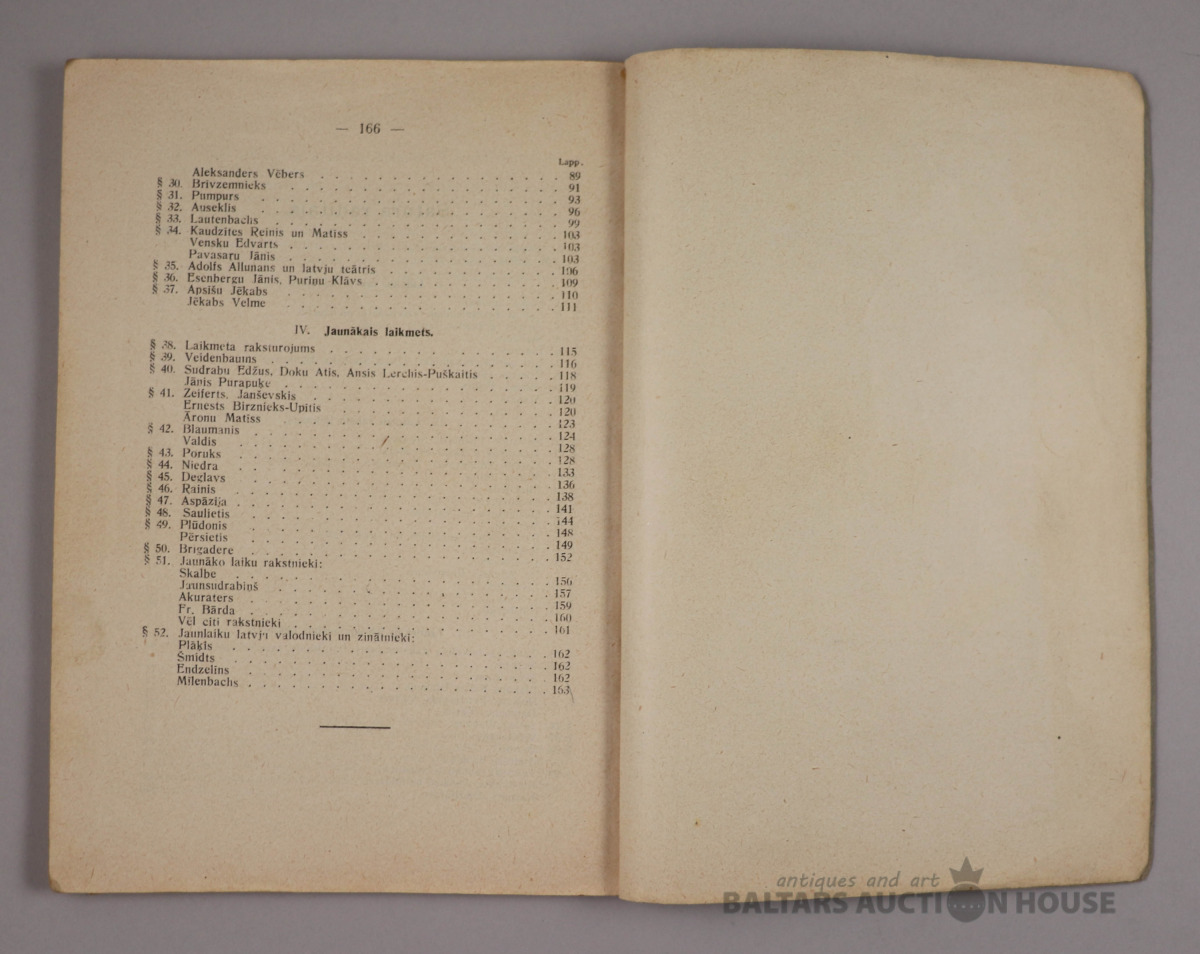 — 166 —
Lapp.
Aleksanders Vēbers . . . 89
§ 30. Brīvzemnieks . . . 91
§ 31. Pumpurs . . . 93
§ 32. Auseklis . . . 96
§ 33. Lautenbachs . . . 99
§ 34. Kaudzītes Reinis un Matiss . . . 103
Vensku Edvarts . . . 103
Pavasaru Jānis . . . 103
§ 35. Adolfs Allunans un latvju teātris . . . 106
§ 36. Esenberģu Jānis, Puriņu Klāvs . . . 109
§ 37. Apsīšu Jēkabs . . . 110
Jēkabs Velme . . . 111
IV. Jaunākais laikmets.
§ 38. Laikmeta raksturojums . . . 115
§ 39. Veidenbaums . . . 116
§ 40. Sudrabu Edžus, Doku Atis, Ansis Lerchis-Puškaitis . . . 118
Jānis Purapuķe . . . 119
§ 41. Zeiferts, Janševskis . . . 120
Ernests Birznieks-Upītis . . . 120
Āronu Matiss . . . 123
§ 42. Blaumanis . . . 124
Valdis . . . 128
§ 43. Poruks . . . 128
§ 44. Niedra . . . 133
§ 45. Deglavs . . . 136
§ 46. Rainis . . . 138
§ 47. Aspāzija . . . 141
§ 48. Saulietis . . . 144
§ 49. Plūdonis . . . 148
Pērsietis . . . 149
§ 50. Brigadere . . . 152
§ 51. Jaunāko laiku rakstnieki:
Skalbe . . . 156
Jaunsudrabiņš . . . 157
Akuraters . . . 159
Fr. Bārda . . . 160
Vēl citi rakstnieki . . . 161
§ 52. Jaunlaiku latvju valodnieki un zinātnieki:
Plāķis . . . 162
Šmidts . . . 162
Endzelins . . . 162
Milenbachs . . . 163
antiques and art
BALTARS AUCTION HOUSE